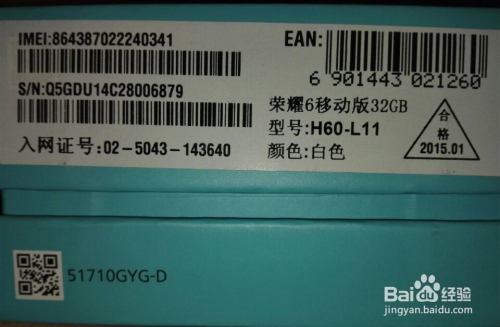 IMEI:864387022240341
EAN:
6 901443 021260
S/N:Q5GDU14C28006879
荣耀6移动版32GB
型号:H60-L11
颜色:白色
合格
2015.01
入网证号: 02-5043-143640
51710GYG-D
Bai百度经验
jingyan.baidu.com